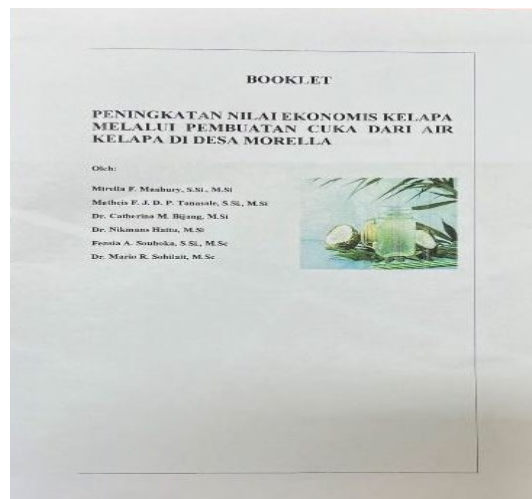 BOOKLET
PENINGKATAN NILAI EKONOMIS KELAPA
MELALUI PEMBUATAN CUKA DARI AIR
KELAPA DI DESA MORELLA
Oleh:
Mirella F. Maahury, S.Si., M.Si
Matheis F. J. D. P. Tanasale, S.Si., M.Si
Dr. Catherina M. Bijang, M.Si
Dr. Nikmans Hattu, M.Si
Fensia A. Souhoka, S.Si., M.Sc
Dr. Mario R. Sohilait, M.Sc